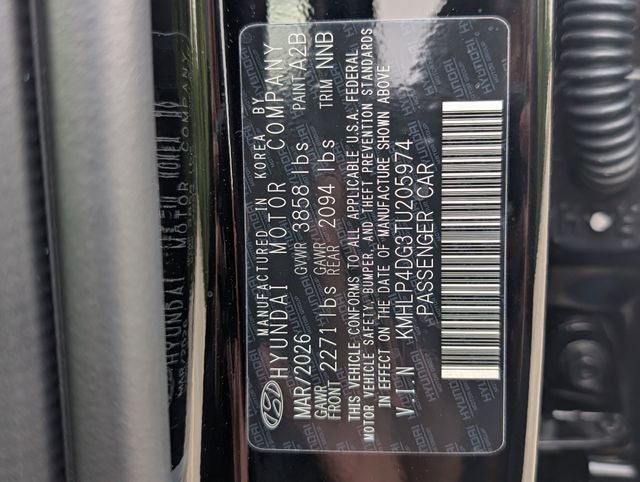 MANUFACTURED IN KOREA BY
HYUNDAI MOTOR COMPANY
MAR/2026 GVWR 3858 lbs PAINT A2B
GAWR FRONT 2271 lbs GAWR REAR 2094 lbs TRIM NNB
THIS VEHICLE CONFORMS TO ALL APPLICABLE U.S.A. FEDERAL
MOTOR VEHICLE SAFETY, BUMPER, AND THEFT PREVENTION STANDARDS
IN EFFECT ON THE DATE OF MANUFACTURE SHOWN ABOVE
V.I.N KMHLP4DG3TU205974
PASSENGER CAR